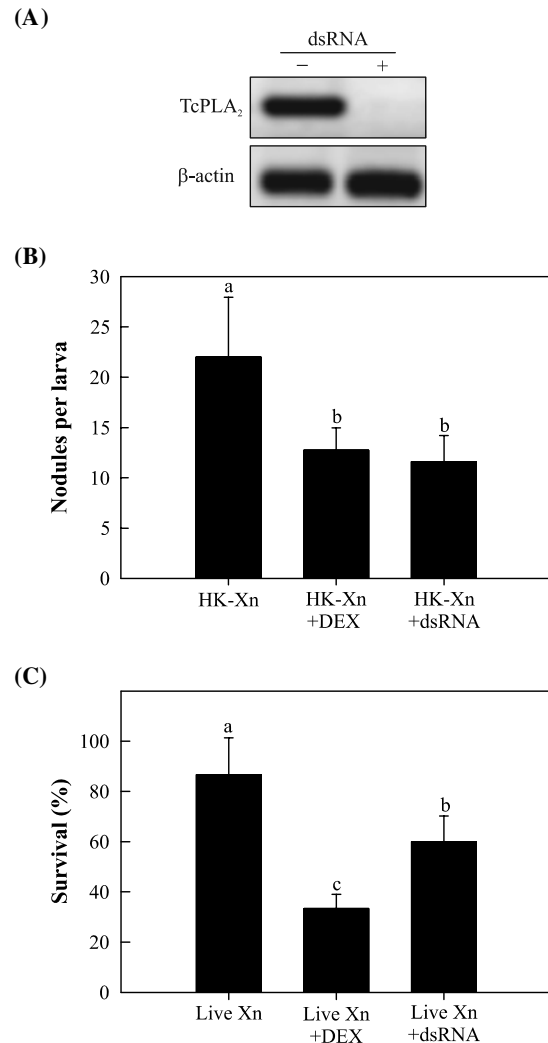 (A)
dsRNA
− +
TcPLA₂
β-actin
(B)
30
25
20
15
10
5
0
Nodules per larva
a
b
b
HK-Xn
HK-Xn
+DEX
HK-Xn
+dsRNA
(C)
100
80
60
40
20
0
Survival (%)
a
c
b
Live Xn
Live Xn
+DEX
Live Xn
+dsRNA